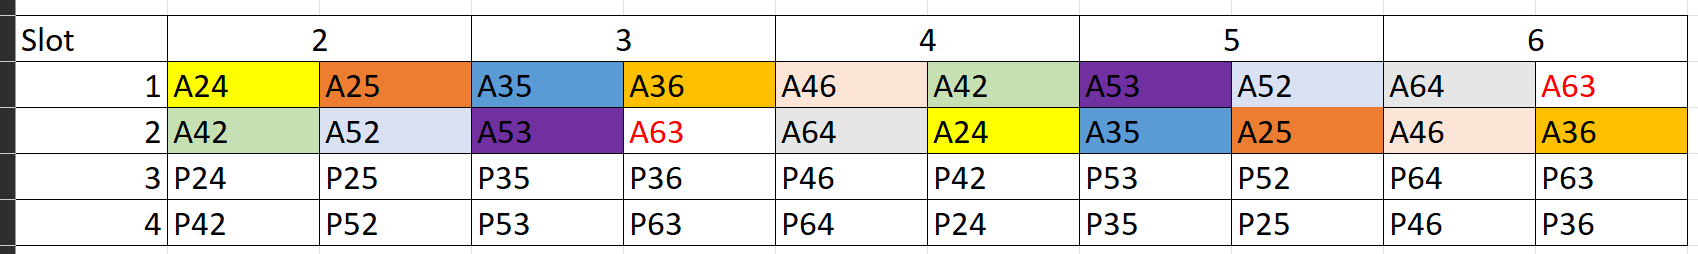 Slot 2 3 4 5 6
1 A24 A25 A35 A36 A46 A42 A53 A52 A64 A63
2 A42 A52 A53 A63 A64 A24 A35 A25 A46 A36
3 P24 P25 P35 P36 P46 P42 P53 P52 P64 P63
4 P42 P52 P53 P63 P64 P24 P35 P25 P46 P36